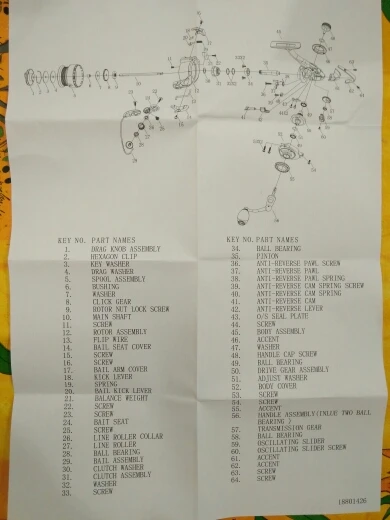 KEY NO. PART NAMES
1. DRAG KNOB ASSEMBLY
2. HEXAGON CLIP
3. KEY WASHER
4. DRAG WASHER
5. SPOOL ASSEMBLY
6. BUSHING
7. WASHER
8. CLICK GEAR
9. ROTOR NUT LOCK SCREW
10. MAIN SHAFT
11. SCREW
12. ROTOR ASSEMBLY
13. FLIP WIRE
14. BAIL SEAT COVER
15. SCREW
16. SCREW
17. BAIL ARM COVER
18. KICK LEVER
19. SPRING
20. BAIL KICK LEVER
21. BALANCE WEIGHT
22. SCREW
23. SCREW
24. BAIT SEAT
25. SCREW
26. LINE ROLLER COLLAR
27. LINE ROLLER
28. BALL BEARING
29. BAIL ASSEMBLY
30. CLUTCH WASHER
31. CLUTCH ASSEMBLY
32. WASHER
33. SCREW
KEY NO. PART NAMES
34. BALL BEARING
35. PINION
36. ANTI-REVERSE PAWL SCREW
37. ANTI-REVERSE PAWL
38. ANTI-REVERSE PAWL SPRING
39. ANTI-REVERSE CAM SPRING SCREW
40. ANTI-REVERSE CAM SPRING
41. ANTI-REVERSE CAM
42. ANTI-REVERSE LEVER
43. O/S SEAL PLATE
44. SCREW
45. BODY ASSEMBLY
46. ACCENT
47. WASHER
48. HANDLE CAP SCREW
49. BALL BEARING
50. DRIVE GEAR ASSEMBLY
51. ADJUST WASHER
52. BODY COVER
53. SCREW
54. SCREW
55. ACCENT
56. HANDLE ASSEMBLY(INLUE TWO BALL
BEARING )
57. TRANSMISSION GEAR
58. BALL BEARING
59. OSCILLATING SLIDER
60. OSCILLATING SLIDER SCREW
61. ACCENT
62. ACCENT
63. SCREW
64. SCREW